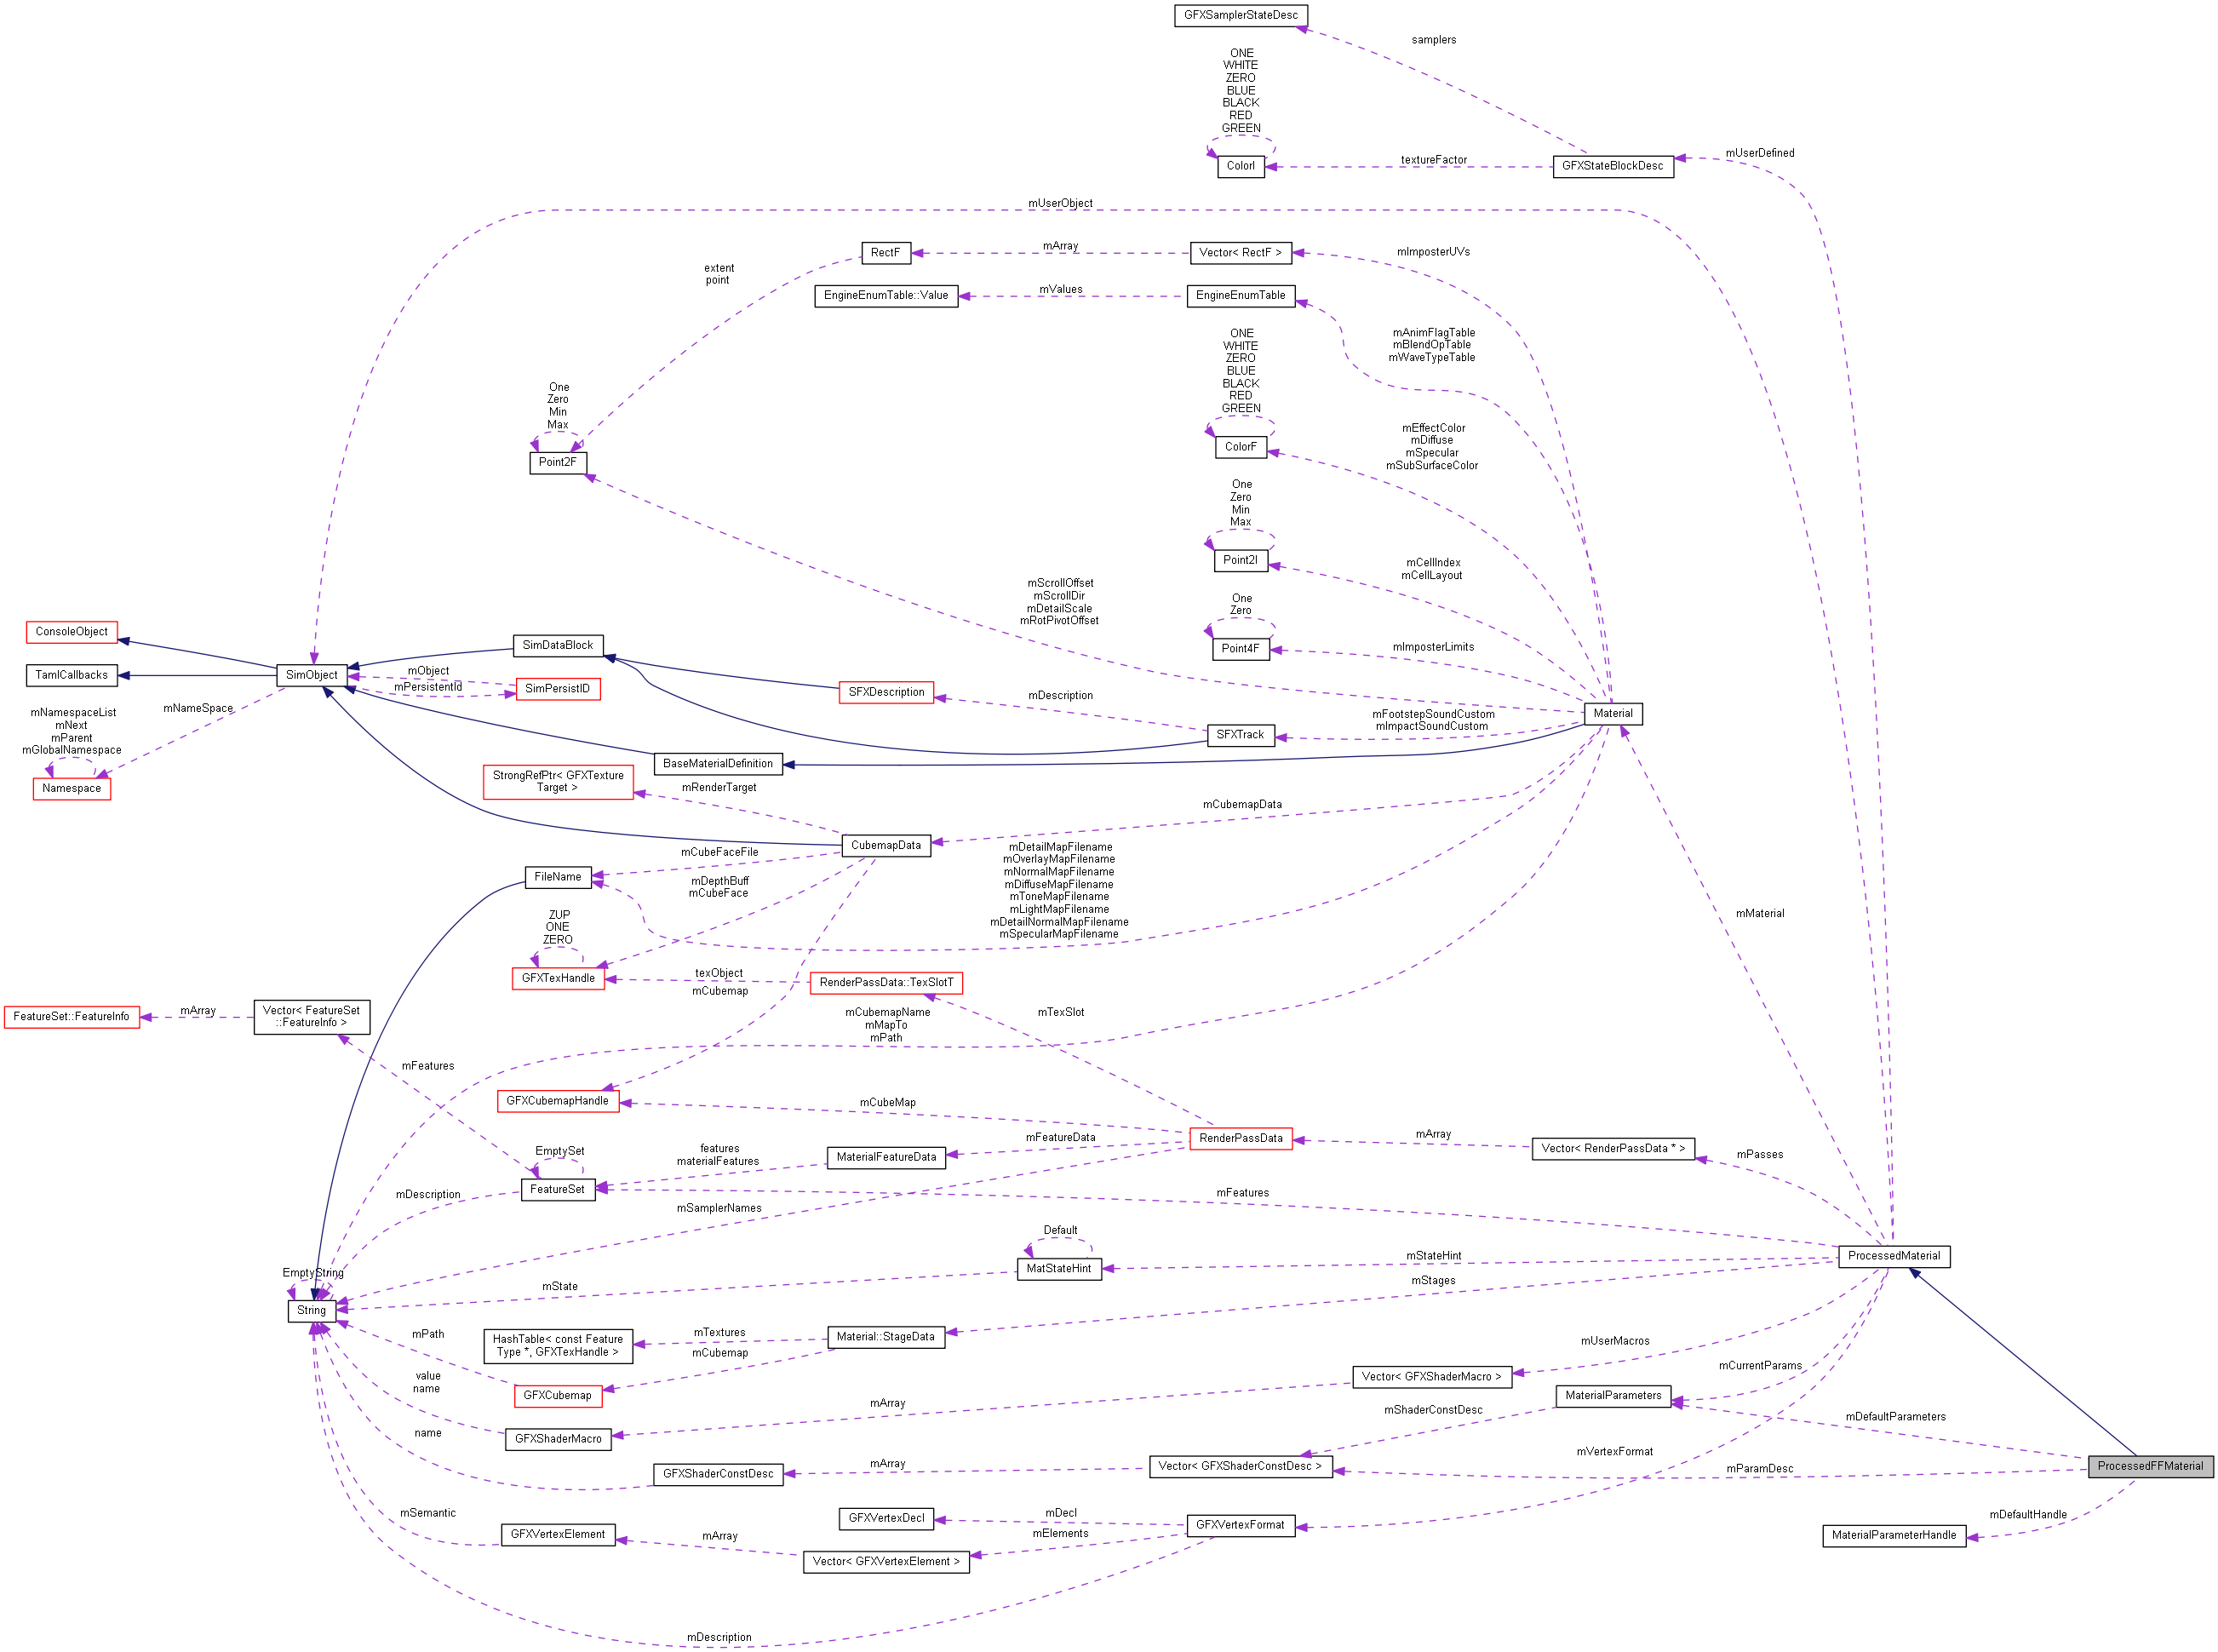 GFXSamplerStateDesc
samplers
ONE
WHITE
ZERO
BLUE
BLACK
RED
GREEN
ColorI
textureFactor
GFXStateBlockDesc
mUserDefined
mUserObject
RectF
mArray
Vector< RectF >
mImposterUVs
extent
point
EngineEnumTable::Value
mValues
EngineEnumTable
mAnimFlagTable
mBlendOpTable
mWaveTypeTable
ONE
WHITE
ZERO
BLUE
BLACK
RED
GREEN
ColorF
mEffectColor
mDiffuse
mSpecular
mSubSurfaceColor
One
Zero
Min
Max
Point2F
One
Zero
Min
Max
Point2I
mCellIndex
mCellLayout
mScrollOffset
mScrollDir
mDetailScale
mRotPivotOffset
One
Zero
Point4F
mImposterLimits
ConsoleObject
TamlCallbacks
SimObject
SimDataBlock
mObject
mPersistentId
SimPersistID
SFXDescription
mDescription
SFXTrack
mFootstepSoundCustom
mImpactSoundCustom
Material
mNameSpace
mNamespaceList
mNext
mParent
mGlobalNamespace
Namespace
BaseMaterialDefinition
StrongRefPtr< GFXTexture
Target >
mRenderTarget
mCubemapData
CubemapData
mCubeFaceFile
FileName
mDepthBuff
mCubeFace
mDetailMapFilename
mOverlayMapFilename
mNormalMapFilename
mDiffuseMapFilename
mToneMapFilename
mLightMapFilename
mDetailNormalMapFilename
mSpecularMapFilename
mMaterial
ZUP
ONE
ZERO
GFXTexHandle
texObject
RenderPassData::TexSlotT
mCubemap
mTexSlot
FeatureSet::FeatureInfo
mArray
Vector< FeatureSet
::FeatureInfo >
mCubemapName
mMapTo
mPath
mFeatures
GFXCubemapHandle
mCubeMap
RenderPassData
mArray
Vector< RenderPassData * >
mPasses
features
materialFeatures
MaterialFeatureData
mFeatureData
EmptySet
FeatureSet
mDescription
mSamplerNames
mFeatures
ProcessedMaterial
Default
MatStateHint
mStateHint
mState
mStages
EmptyString
String
mPath
HashTable< const Feature
Type *, GFXTexHandle >
mTextures
Material::StageData
mCubemap
GFXCubemap
mUserMacros
Vector< GFXShaderMacro >
mCurrentParams
MaterialParameters
value
name
mArray
GFXShaderMacro
mShaderConstDesc
mDefaultParameters
name
GFXShaderConstDesc
mArray
Vector< GFXShaderConstDesc >
mVertexFormat
mParamDesc
ProcessedFFMaterial
mSemantic
GFXVertexElement
mArray
GFXVertexDecl
mDecl
mElements
GFXVertexFormat
Vector< GFXVertexElement >
mDefaultHandle
MaterialParameterHandle
mDescription